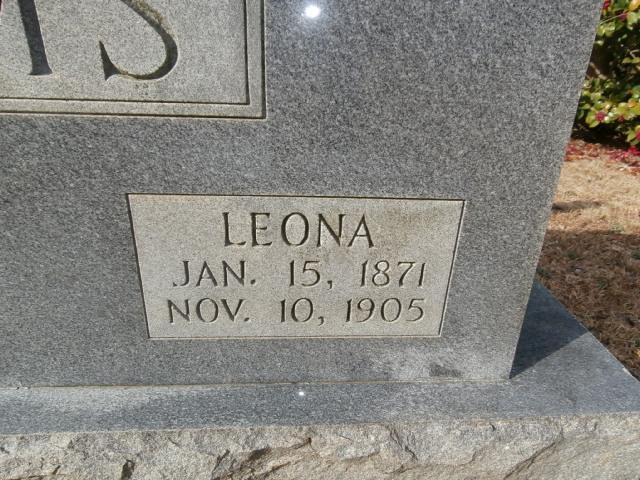 LEONA
JAN. 15, 1871
NOV. 10, 1905